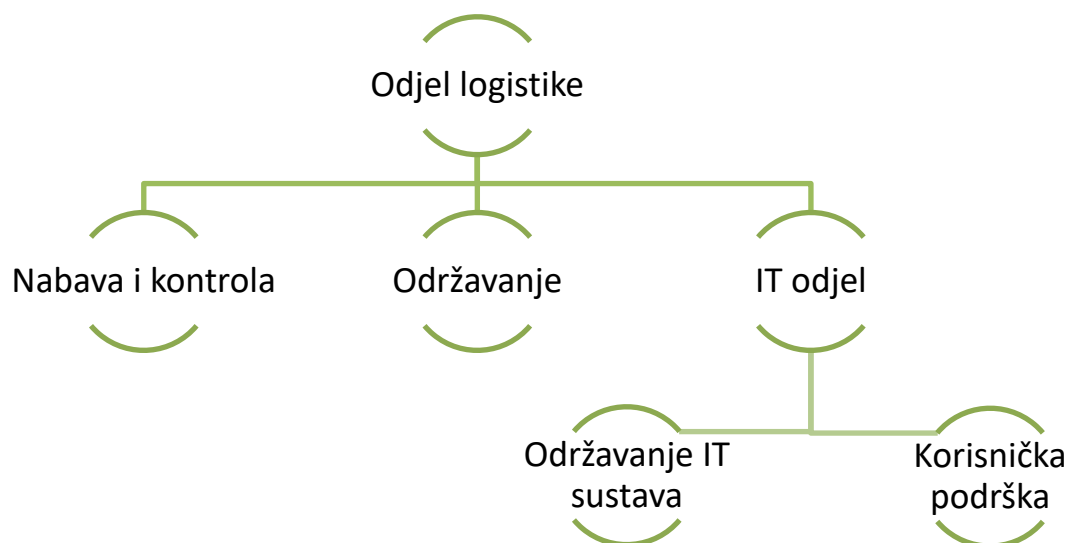 Odjel logistike
Nabava i kontrola
Održavanje
IT odjel
Održavanje IT
sustava
Korisnička
podrška